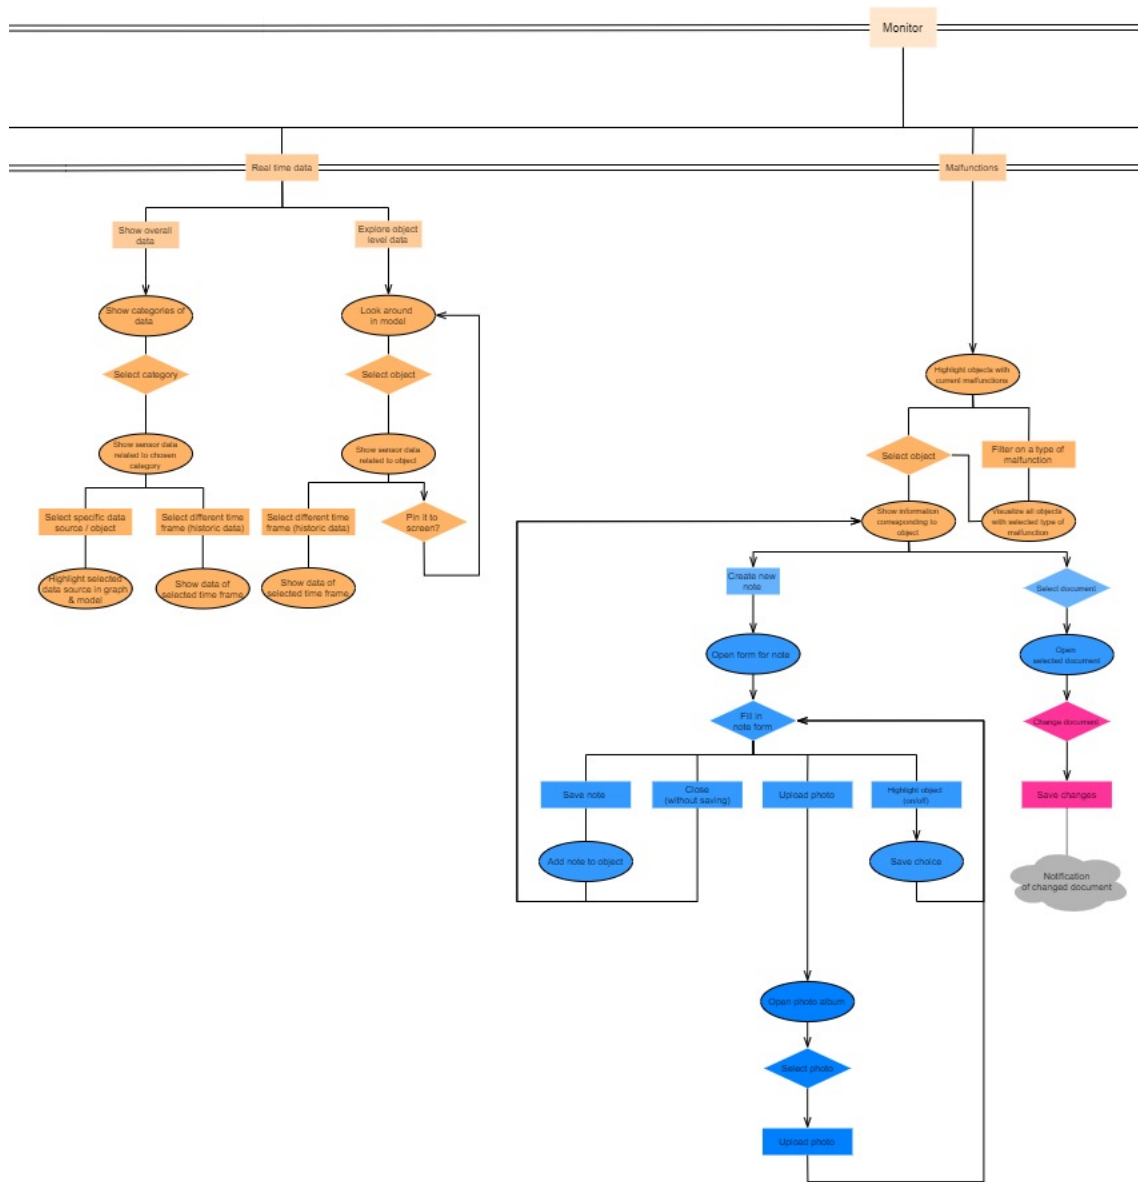 Monitor
Real time data
Malfunctions
Show overall
data
Explore object
level data
Show categories of
data
Look around
in model
Select category
Select object
Highlight objects with
current malfunctions
Show sensor data
related to chosen
category
Show sensor data
related to object
Select object
Filter on a type of
malfunction
Select specific data
source / object
Select different time
frame (historic data)
Select different time
frame (historic data)
Pin it to
screen?
Show information
corresponding to
object
Visualize all objects
with selected type of
malfunction
Highlight selected
data source in graph
& model
Show data of
selected time frame
Show data of
selected time frame
Create new
note
Select document
Open form for note
Open
selected document
Fill in
note form
Change document
Save note
Close
(without saving)
Upload photo
Highlight object
(on/off)
Save changes
Add note to object
Save choice
Notification
of changed document
Open photo album
Select photo
Upload photo